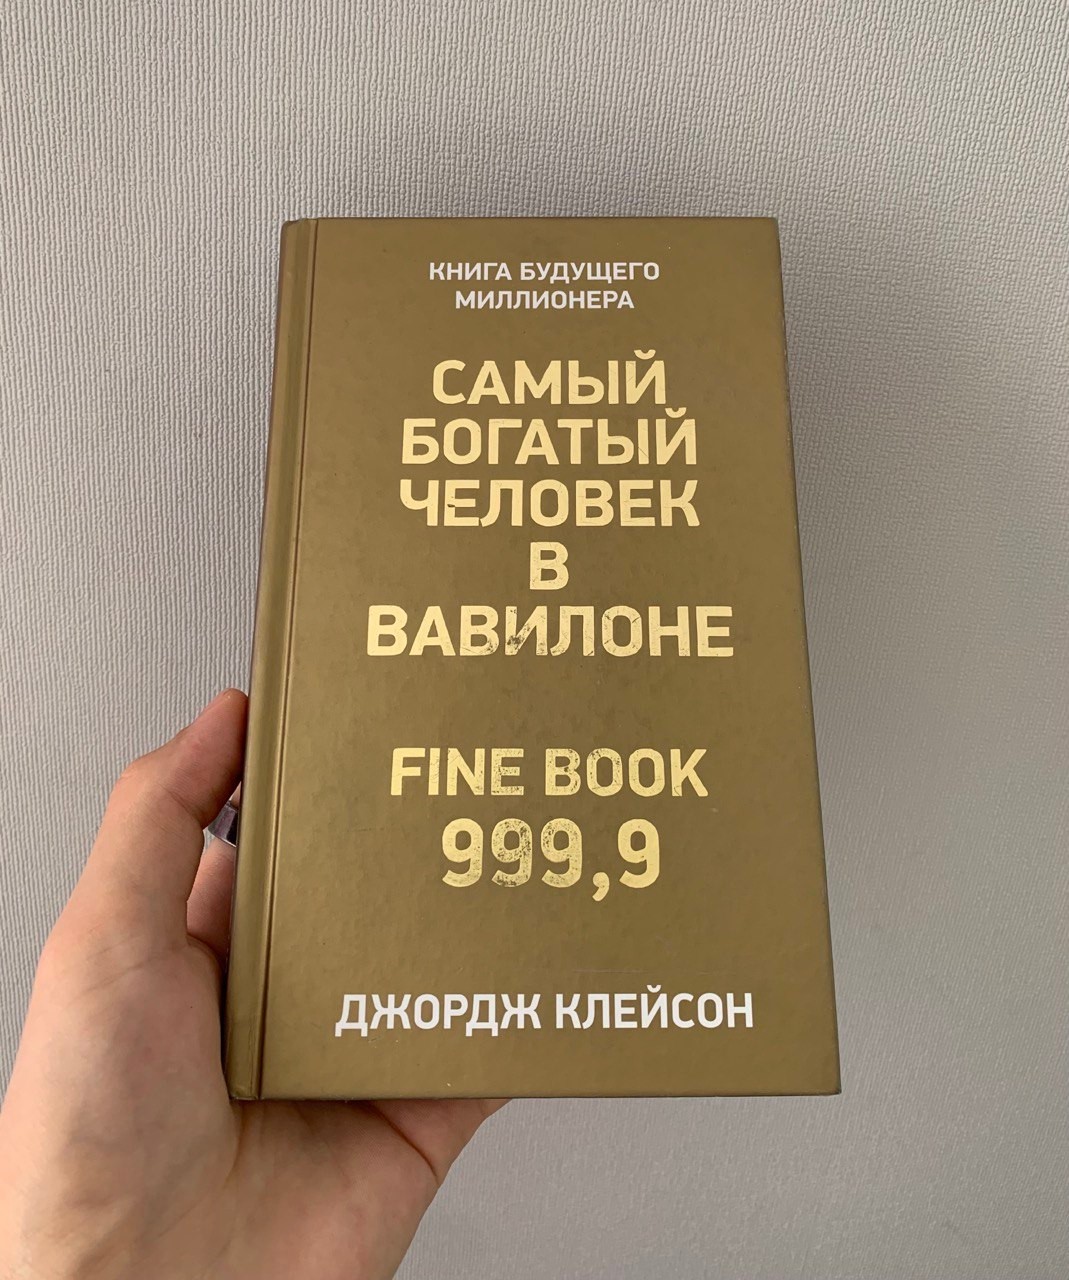 КНИГА БУДУЩЕГО
МИЛЛИОНЕРА
САМЫЙ
БОГАТЫЙ
ЧЕЛОВЕК
В
ВАВИЛОНЕ
FINE BOOK
999,9
ДЖОРДЖ КЛЕЙСОН